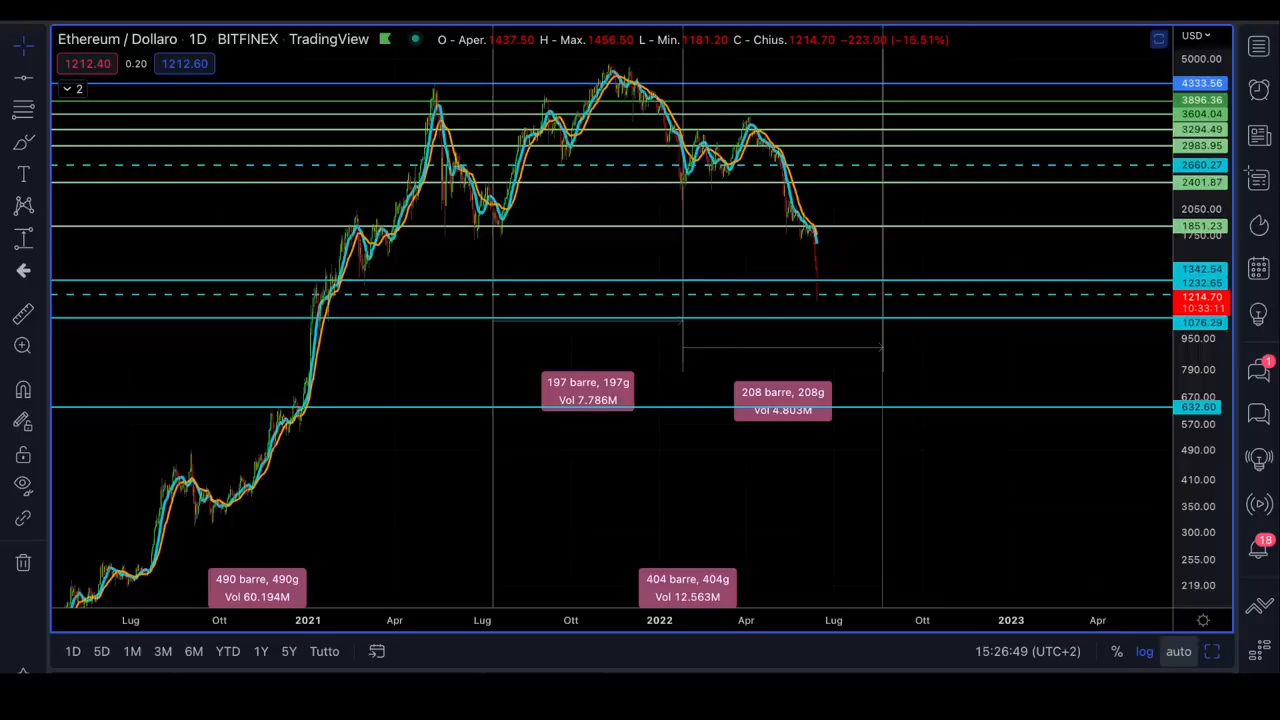 Ethereum / Dollaro · 1D · BITFINEX · TradingView
O - Aper. 1437.50 H - Max. 1456.50 L - Min. 1181.20 C - Chius. 1214.70 -223.00 (-15.51%)
USD
1212.40 0.20 1212.60
2
5000.00
4333.56
3896.36
3604.04
3294.49
2983.95
2660.27
2401.87
2050.00
1851.23
1750.00
1342.54
1232.65
1214.70
10:33:11
1076.29
950.00
790.00
670.00
632.60
570.00
490.00
410.00
350.00
300.00
255.00
219.00
197 barre, 197g
Vol 7.786M
208 barre, 208g
Vol 4.803M
490 barre, 490g
Vol 60.194M
404 barre, 404g
Vol 12.563M
Lug Ott 2021 Apr Lug Ott 2022 Apr Lug Ott 2023 Apr
1D 5D 1M 3M 6M YTD 1Y 5Y Tutto
15:26:49 (UTC+2) % log auto
1
18